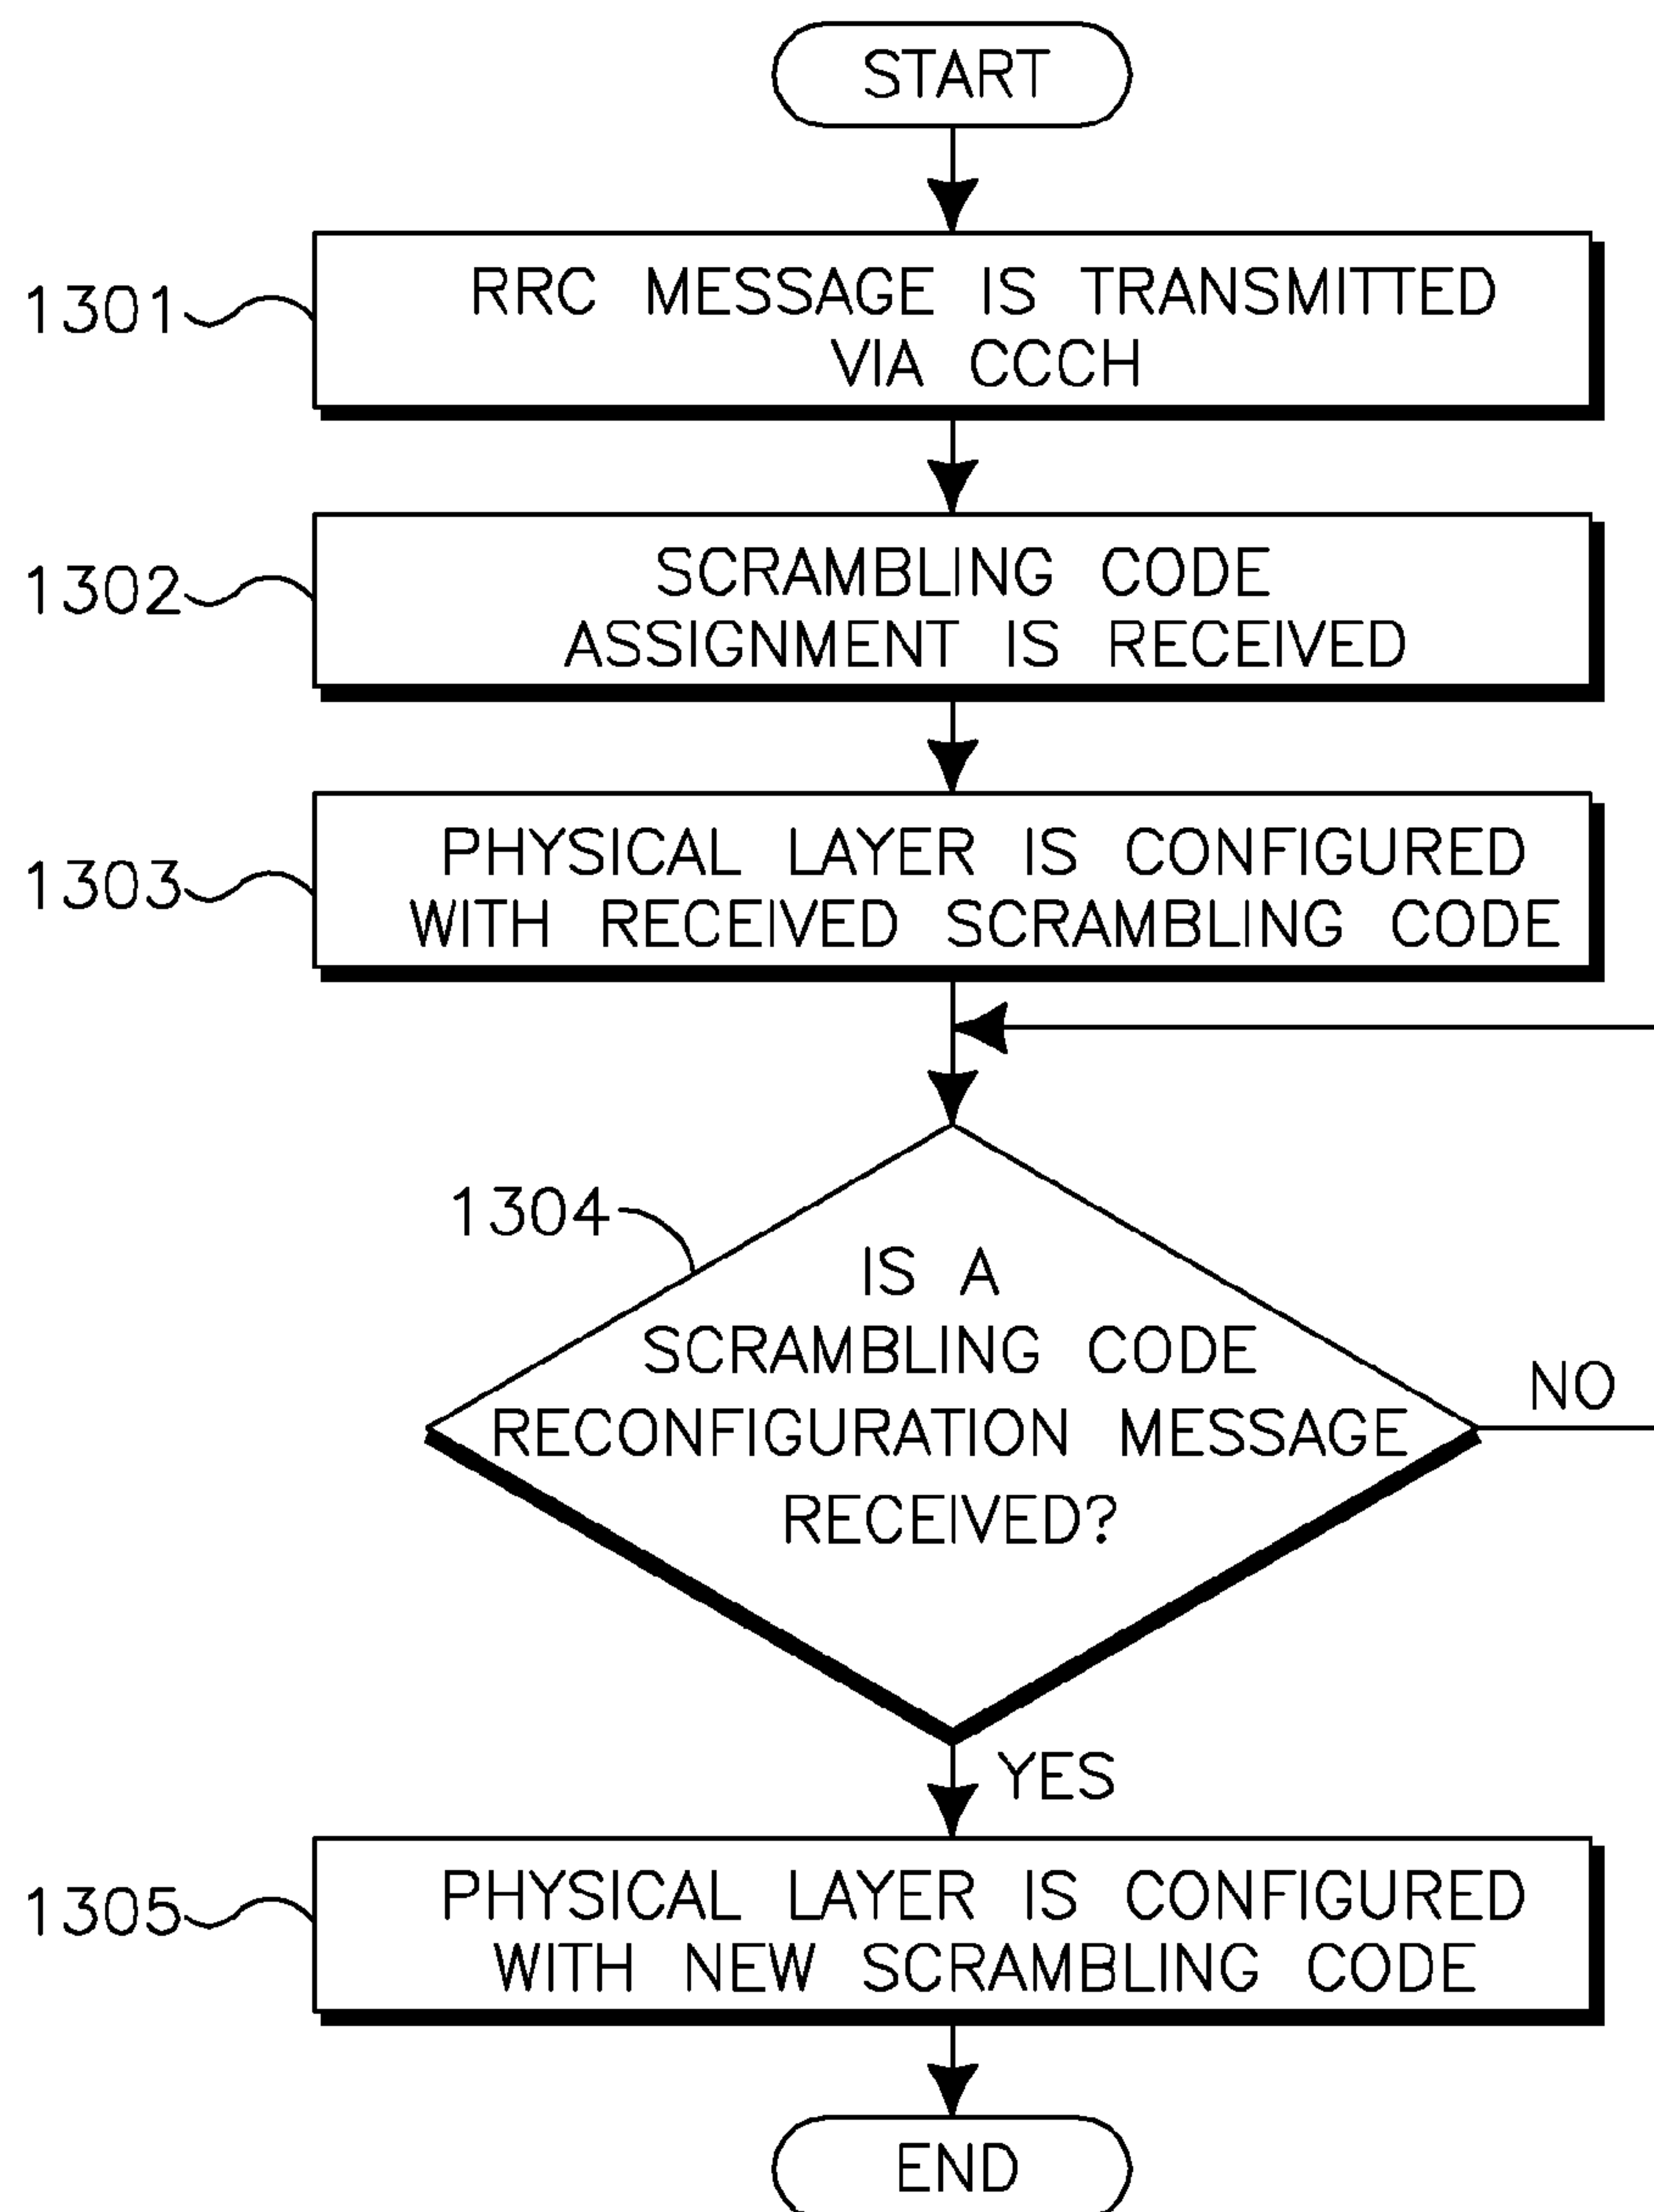 START
1301
RRC MESSAGE IS TRANSMITTED
VIA CCCH
1302
SCRAMBLING CODE
ASSIGNMENT IS RECEIVED
1303
PHYSICAL LAYER IS CONFIGURED
WITH RECEIVED SCRAMBLING CODE
1304
IS A
SCRAMBLING CODE
RECONFIGURATION MESSAGE
RECEIVED?
NO
YES
1305
PHYSICAL LAYER IS CONFIGURED
WITH NEW SCRAMBLING CODE
END